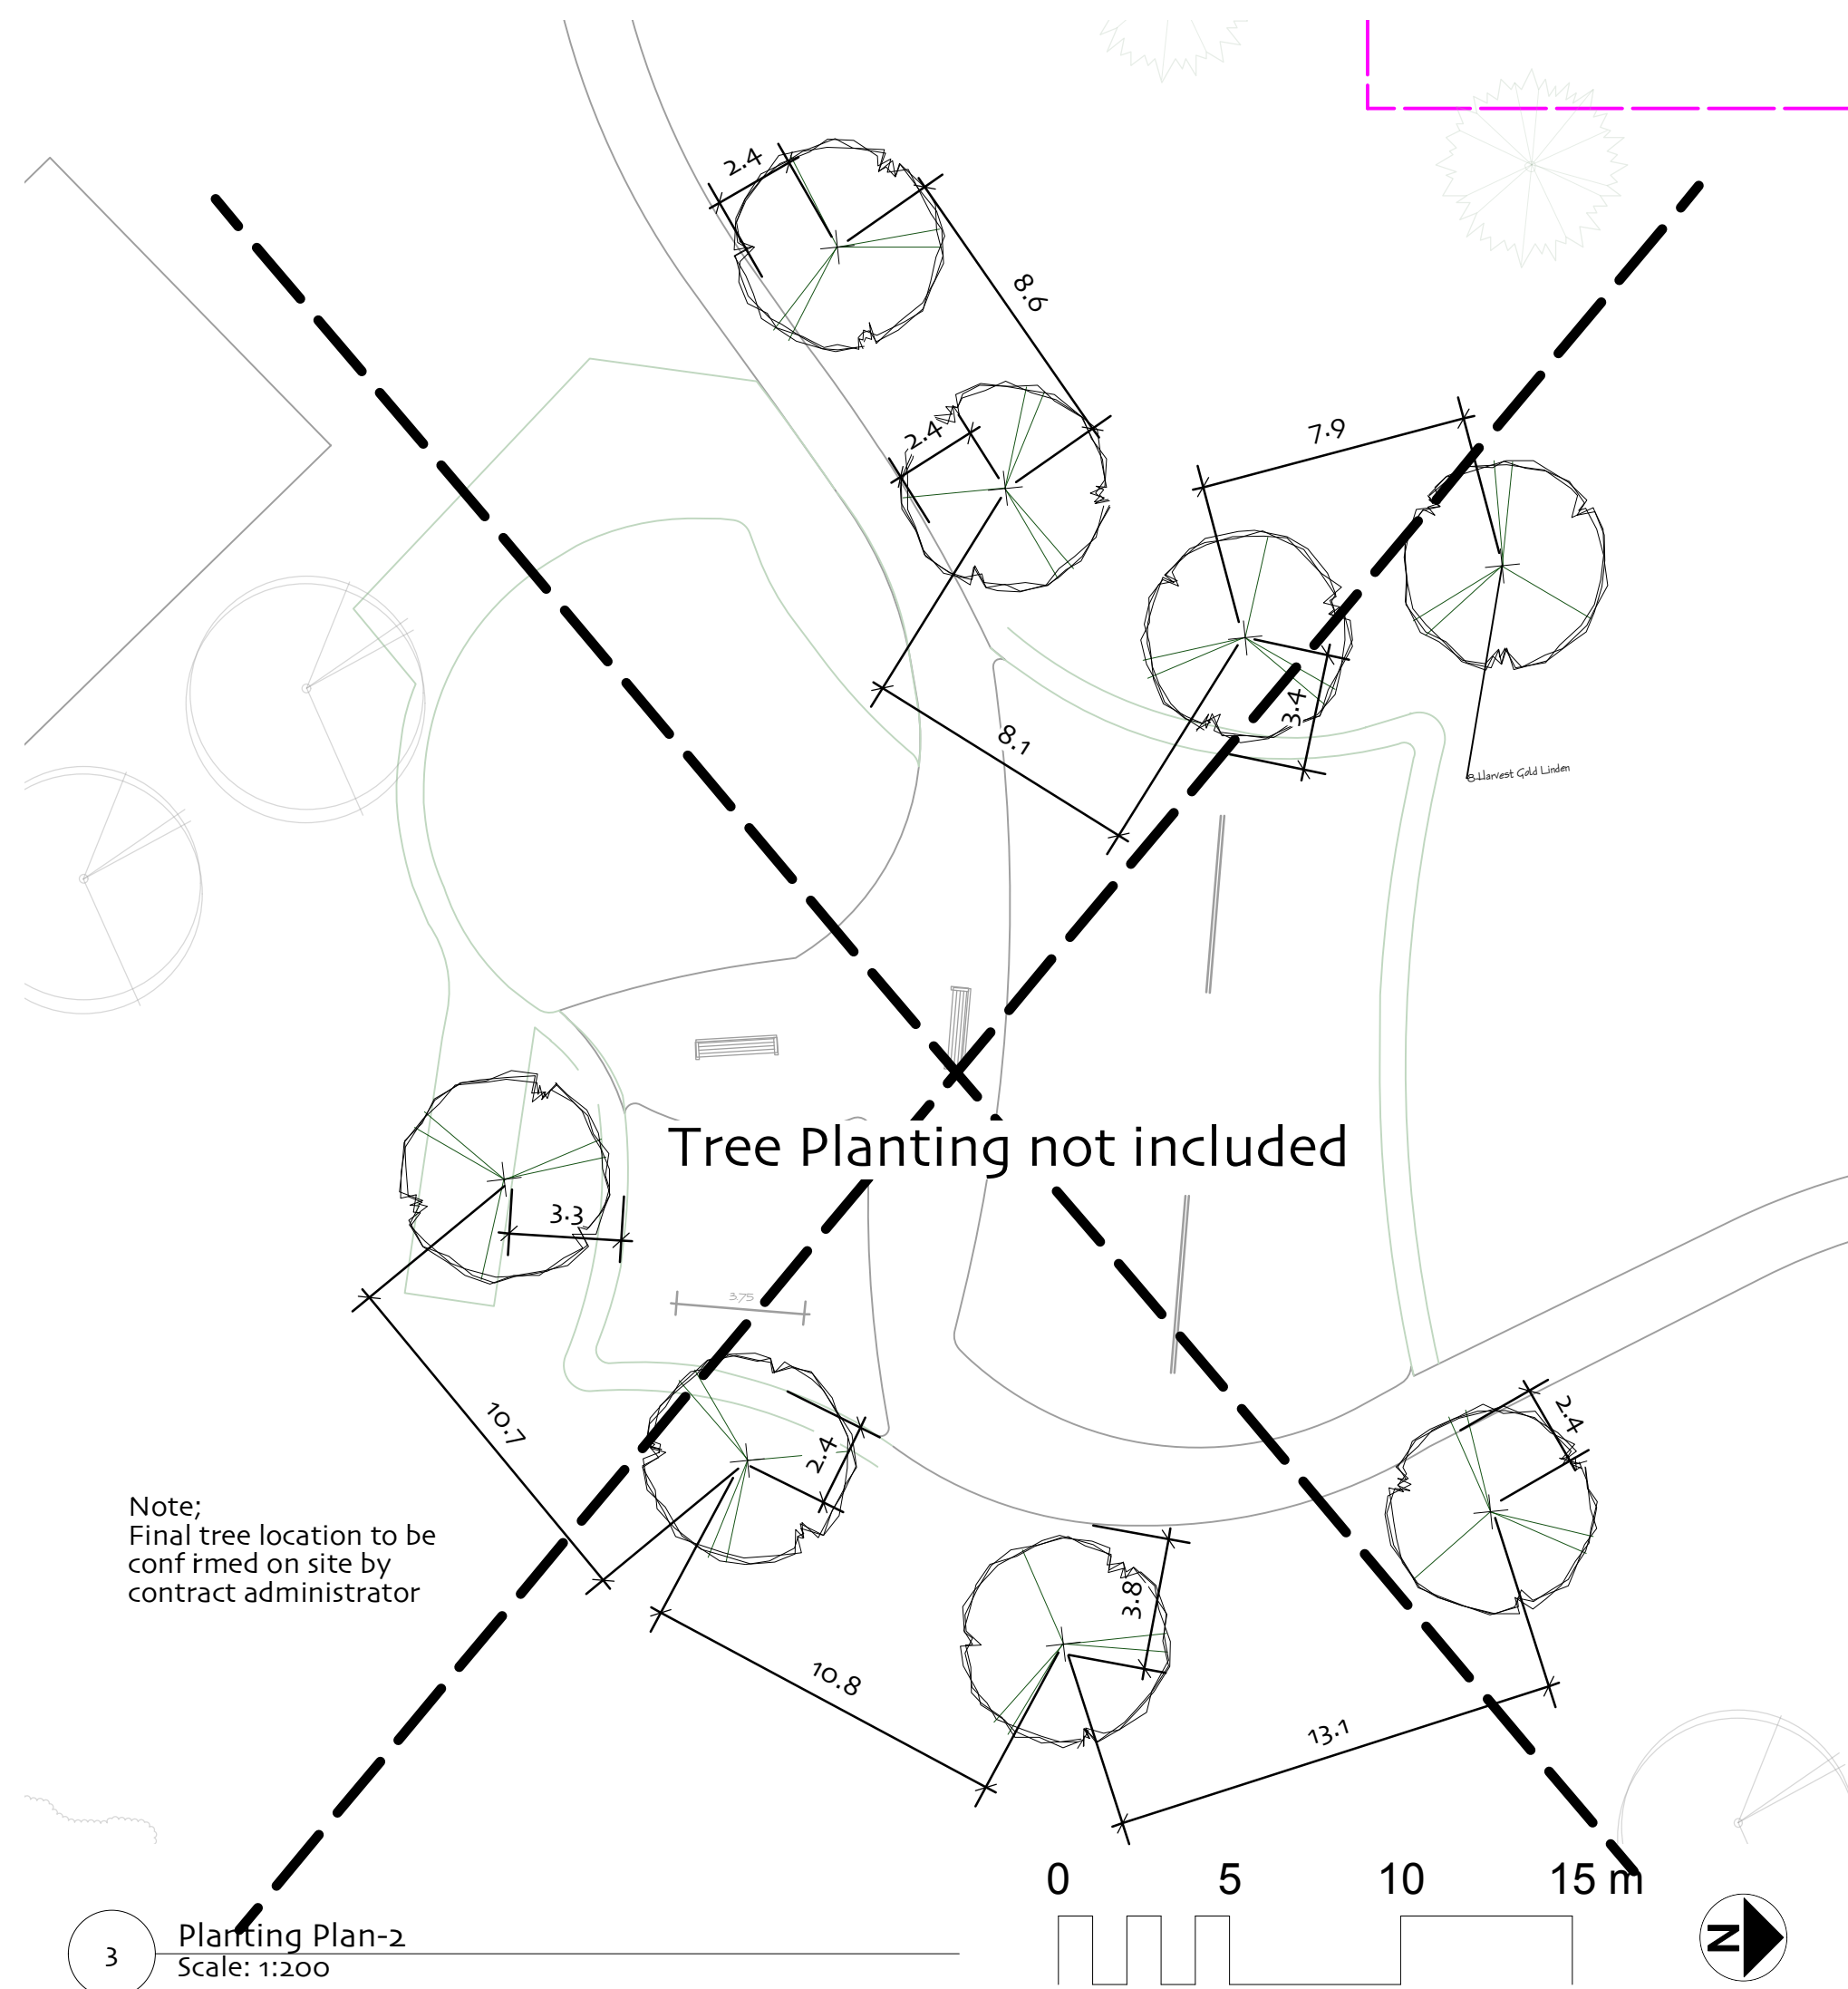 2.4
8.6
2.4
7.9
3.4
8.1
8 Harvest Gold Linden
Tree Planting not included
3.3
3.75
10.7
2.4
2.4
Note;
Final tree location to be
confirmed on site by
contract administrator
3.8
10.8
13.1
0 5 10 15 m
3
Planting Plan-2
Scale: 1:200
N